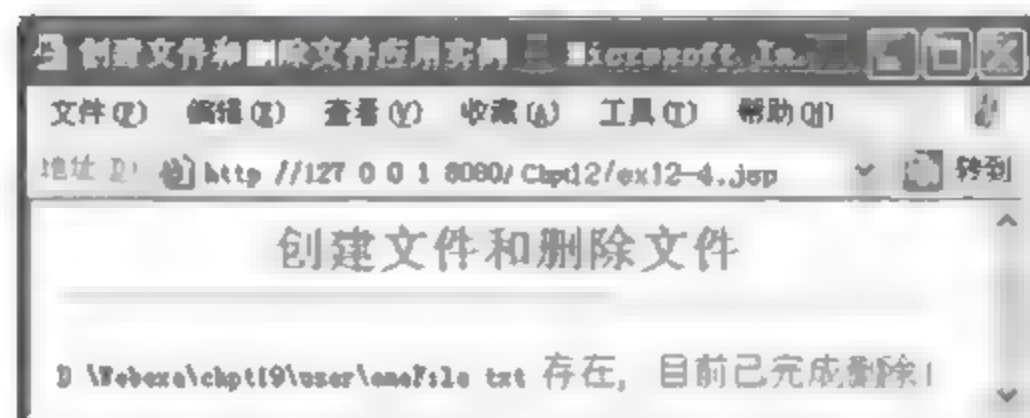 创建文件和删除文件应用实例 - Microsoft In
文件(F) 编辑(E) 查看(V) 收藏(A) 工具(T) 帮助(H)
地址(D) http://127.0.0.1:8080/Chpt12/ex12-4.jsp 转到
创建文件和删除文件
存在, 目前已完成删除!